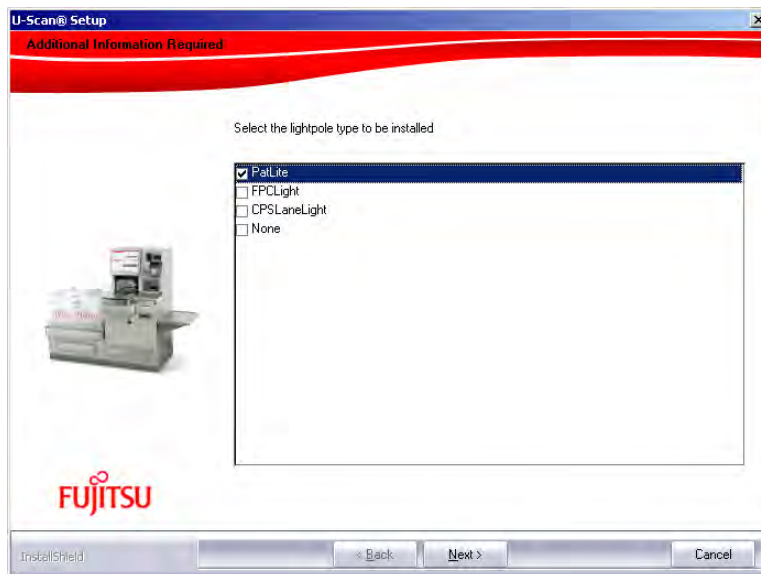 U-Scan® Setup
Additional Information Required
Select the lightpole type to be installed
PatLite
FPCLight
CPSLaneLight
None
FUJITSU
InstallShield
< Back
Next >
Cancel